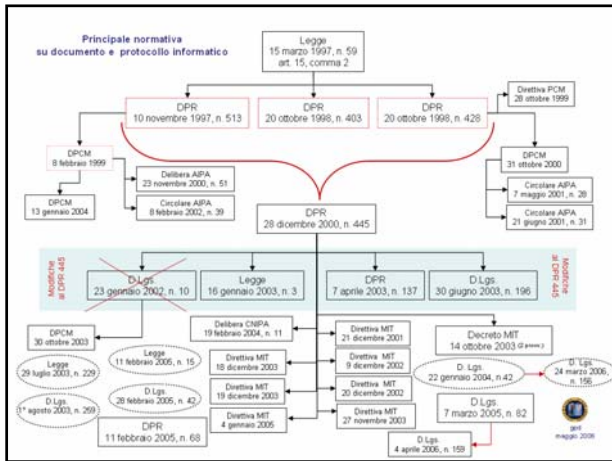 Principale normativa
su documento e protocollo informatico
Legge
15 marzo 1997, n. 59
art. 15, comma 2
Direttiva PCM
28 ottobre 1999
DPR
10 novembre 1997, n. 513
DPR
20 ottobre 1998, n. 403
DPR
20 ottobre 1998, n. 428
DPCM
8 febbraio 1999
DPCM
31 ottobre 2000
Delibera AIPA
23 novembre 2000, n. 51
Circolare AIPA
7 maggio 2001, n. 28
DPCM
13 gennaio 2004
Circolare AIPA
8 febbraio 2002, n. 39
Circolare AIPA
21 giugno 2001, n. 31
DPR
28 dicembre 2000, n. 445
Modifiche
al DPR 445
D.Lgs.
23 gennaio 2002, n. 10
Legge
16 gennaio 2003, n. 3
DPR
7 aprile 2003, n. 137
D.Lgs.
30 giugno 2003, n. 196
Modifiche
al DPR 445
DPCM
30 ottobre 2003
Delibera CNIPA
19 febbraio 2004, n. 11
Direttiva MIT
21 dicembre 2001
Decreto MIT
14 ottobre 2003
Legge
29 luglio 2003, n. 229
Legge
11 febbraio 2005, n. 15
Direttiva MIT
18 dicembre 2003
Direttiva MIT
9 dicembre 2002
D. Lgs.
22 gennaio 2004, n.42
D. Lgs.
24 marzo 2006,
n. 156
D.Lgs.
1° agosto 2003, n. 259
D.Lgs.
28 febbraio 2005, n. 42
Direttiva MIT
19 dicembre 2003
Direttiva MIT
20 dicembre 2002
D.Lgs.
7 marzo 2005, n. 82
DPR
11 febbraio 2005, n. 68
Direttiva MIT
4 gennaio 2005
Direttiva MIT
27 novembre 2003
D.Lgs.
4 aprile 2006, n. 159
maggio 2006